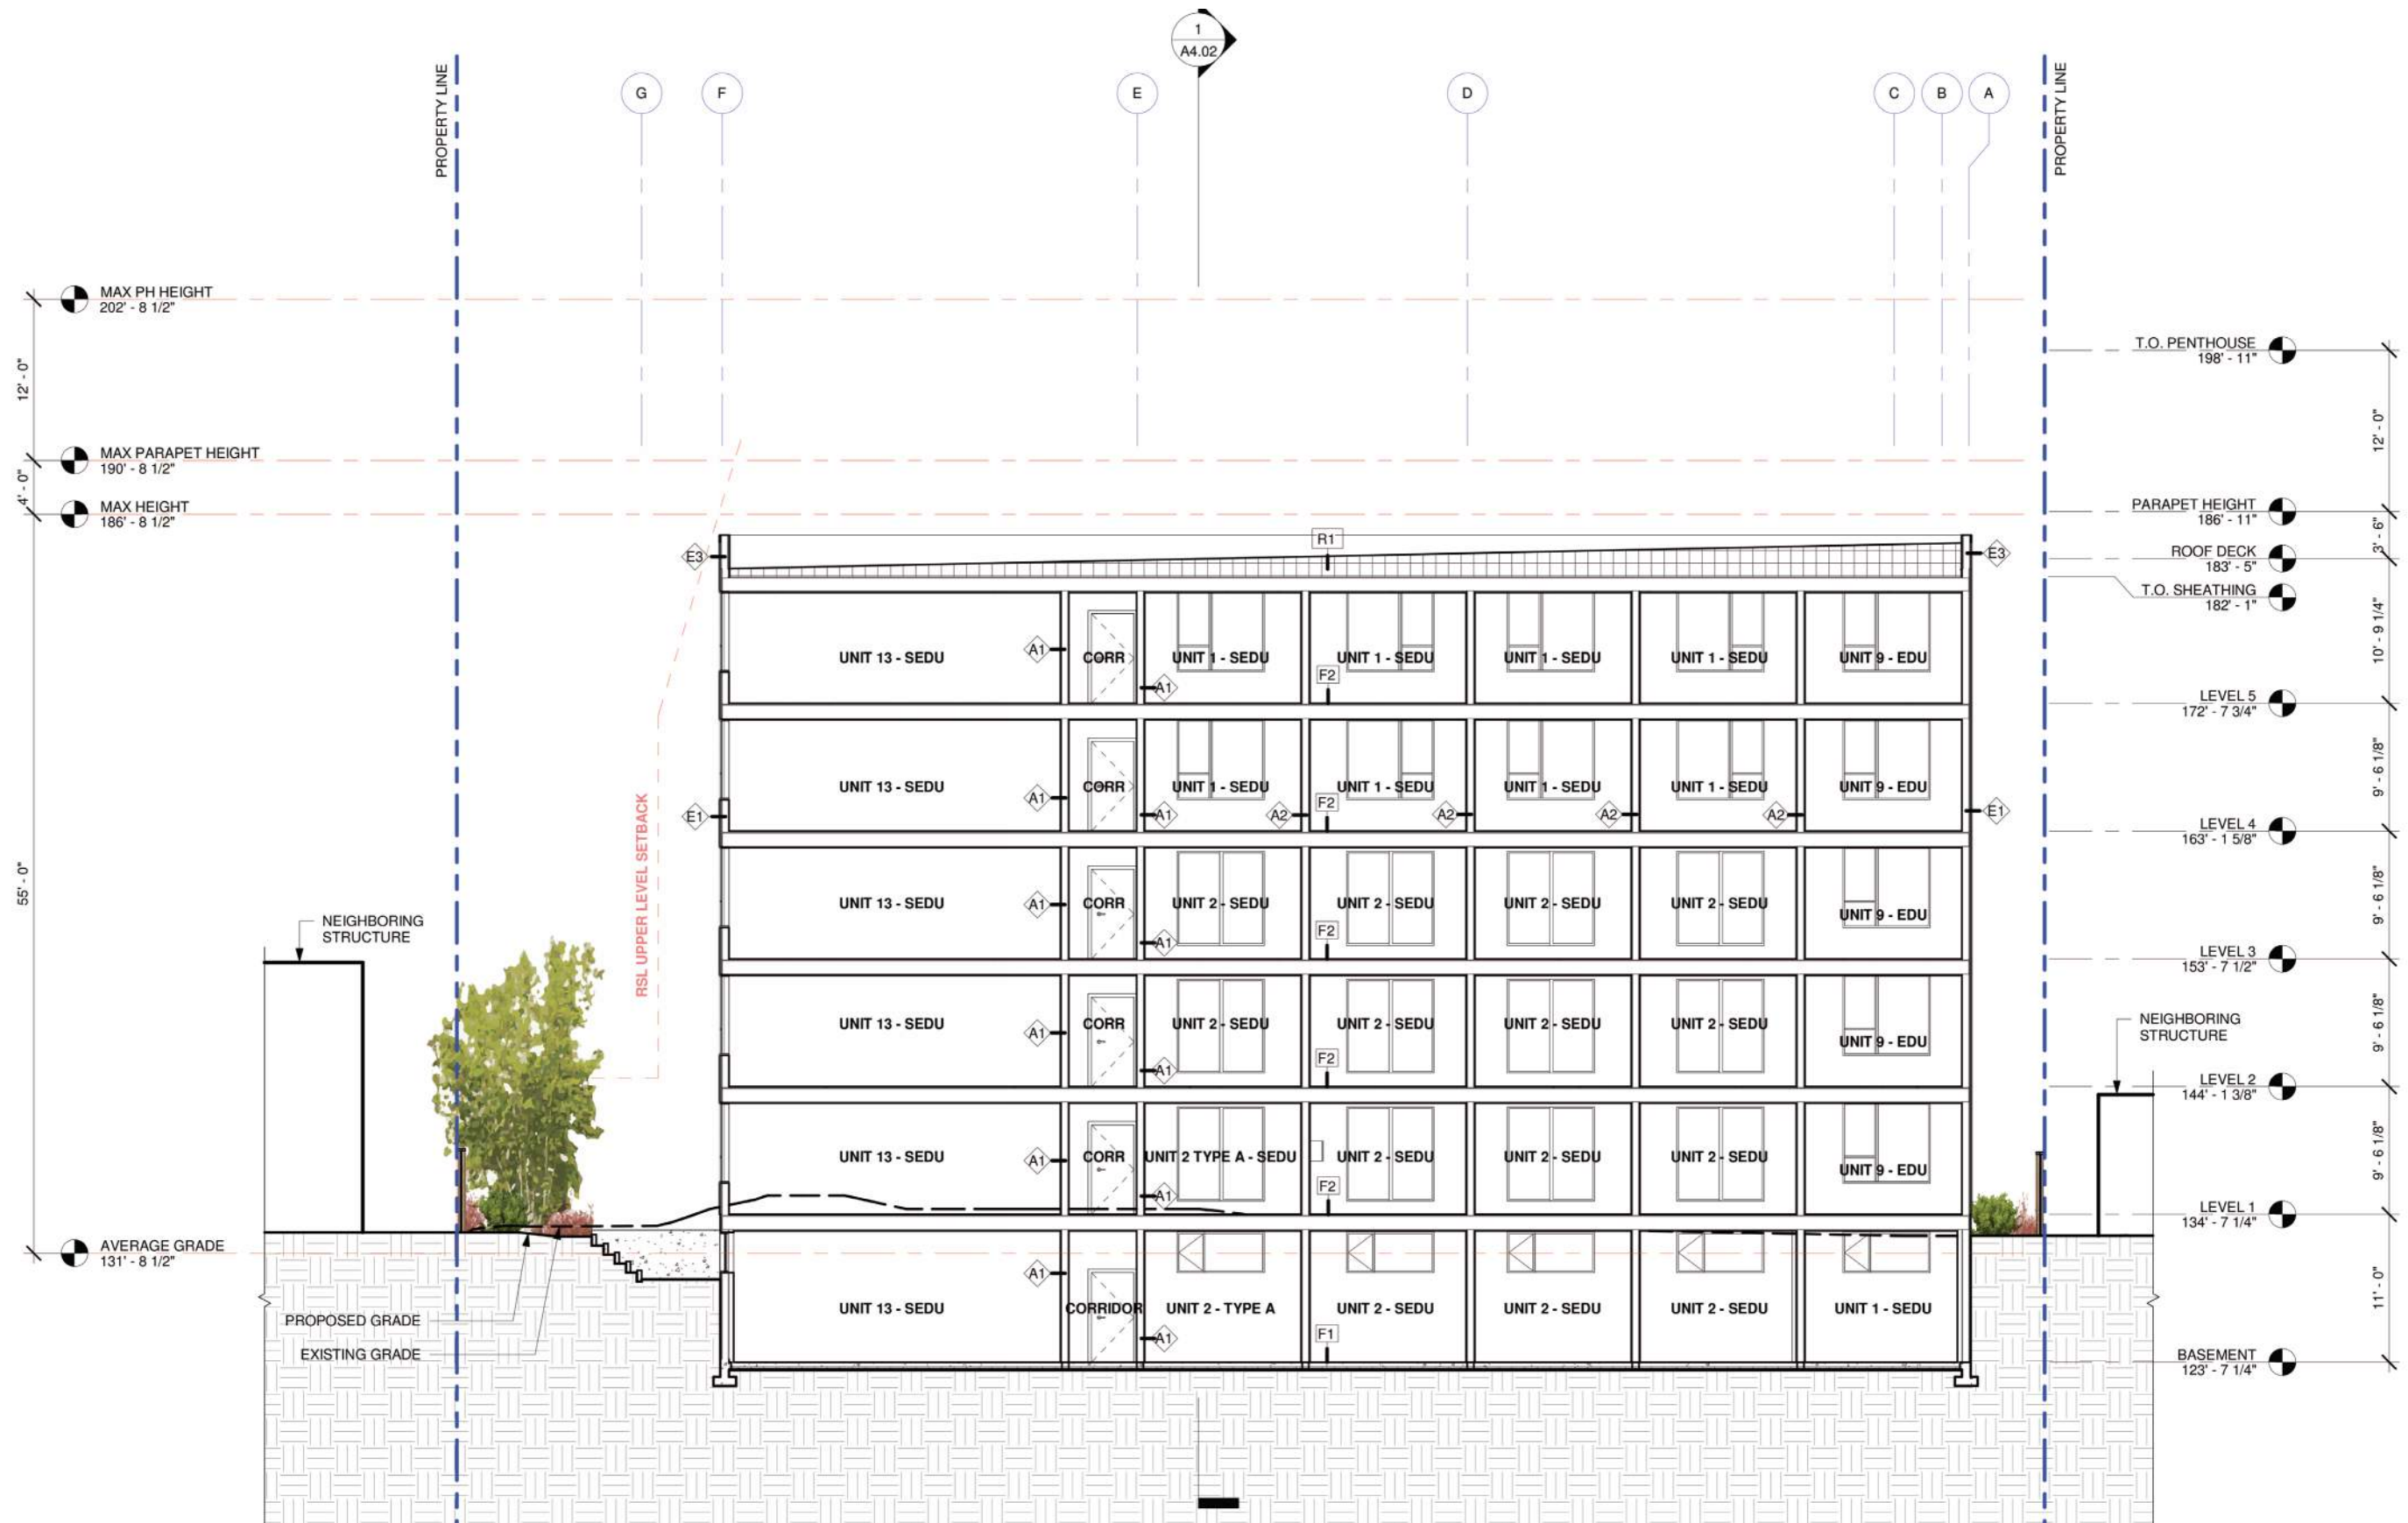 1
A4.02
PROPERTY LINE
G
F
E
D
C
B
A
PROPERTY LINE
MAX PH HEIGHT
202' - 8 1/2"
12' - 0"
MAX PARAPET HEIGHT
190' - 8 1/2"
4' - 0"
MAX HEIGHT
186' - 8 1/2"
55' - 0"
AVERAGE GRADE
131' - 8 1/2"
T.O. PENTHOUSE
198' - 11"
12' - 0"
PARAPET HEIGHT
186' - 11"
3' - 6"
ROOF DECK
183' - 5"
T.O. SHEATHING
182' - 1"
10' - 9 1/4"
LEVEL 5
172' - 7 3/4"
9' - 6 1/8"
LEVEL 4
163' - 1 5/8"
9' - 6 1/8"
LEVEL 3
153' - 7 1/2"
9' - 6 1/8"
LEVEL 2
144' - 1 3/8"
9' - 6 1/8"
LEVEL 1
134' - 7 1/4"
11' - 0"
BASEMENT
123' - 7 1/4"
NEIGHBORING
STRUCTURE
NEIGHBORING
STRUCTURE
RSL UPPER LEVEL SETBACK
PROPOSED GRADE
EXISTING GRADE
E3
R1
E3
UNIT 13 - SEDU
A1
CORR
A1
UNIT 1 - SEDU
UNIT 1 - SEDU
F2
UNIT 1 - SEDU
UNIT 1 - SEDU
UNIT 9 - EDU
E1
UNIT 13 - SEDU
A1
CORR
A1
UNIT 1 - SEDU
A2
UNIT 1 - SEDU
F2
A2
UNIT 1 - SEDU
A2
UNIT 1 - SEDU
A2
UNIT 9 - EDU
E1
UNIT 13 - SEDU
A1
CORR
A1
UNIT 2 - SEDU
UNIT 2 - SEDU
F2
UNIT 2 - SEDU
UNIT 2 - SEDU
UNIT 9 - EDU
UNIT 13 - SEDU
A1
CORR
A1
UNIT 2 - SEDU
UNIT 2 - SEDU
F2
UNIT 2 - SEDU
UNIT 2 - SEDU
UNIT 9 - EDU
UNIT 13 - SEDU
A1
CORR
A1
UNIT 2 TYPE A - SEDU
UNIT 2 - SEDU
F2
UNIT 2 - SEDU
UNIT 2 - SEDU
UNIT 9 - EDU
UNIT 13 - SEDU
A1
CORRIDOR
A1
UNIT 2 - TYPE A
UNIT 2 - SEDU
F1
UNIT 2 - SEDU
UNIT 2 - SEDU
UNIT 1 - SEDU